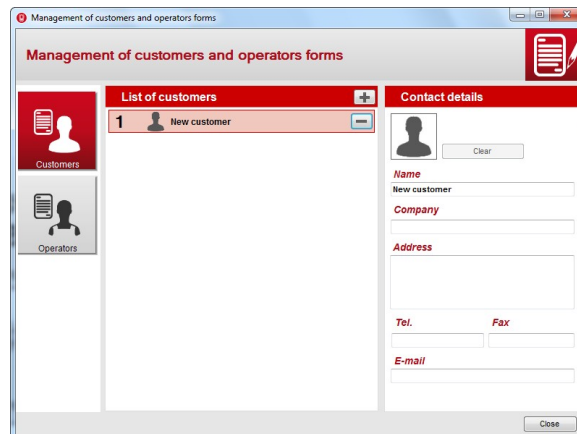 Management of customers and operators forms
Management of customers and operators forms
Customers
Operators
List of customers
1 New customer
Contact details
Clear
Name
New customer
Company
Address
Tel. Fax
E-mail
Close